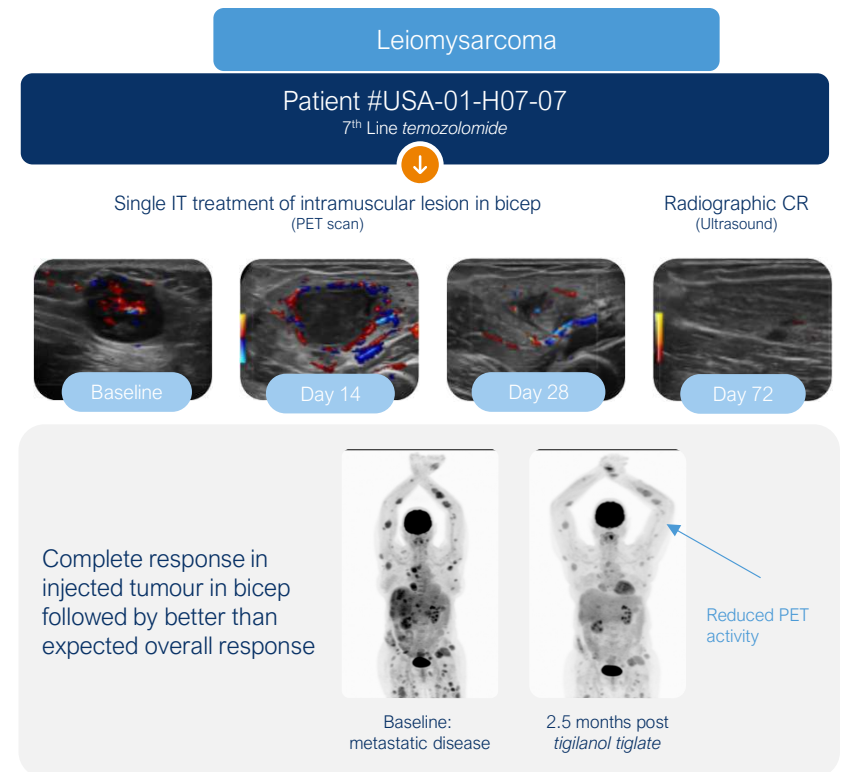 Leiomysarcoma
Patient #USA-01-H07-07
7th Line temozolomide
Single IT treatment of intramuscular lesion in bicep
(PET scan)
Radiographic CR
(Ultrasound)
Baseline
Day 14
Day 28
Day 72
Complete response in
injected tumour in bicep
followed by better than
expected overall response
Reduced PET
activity
Baseline:
metastatic disease
2.5 months post
tigilanol tiglate